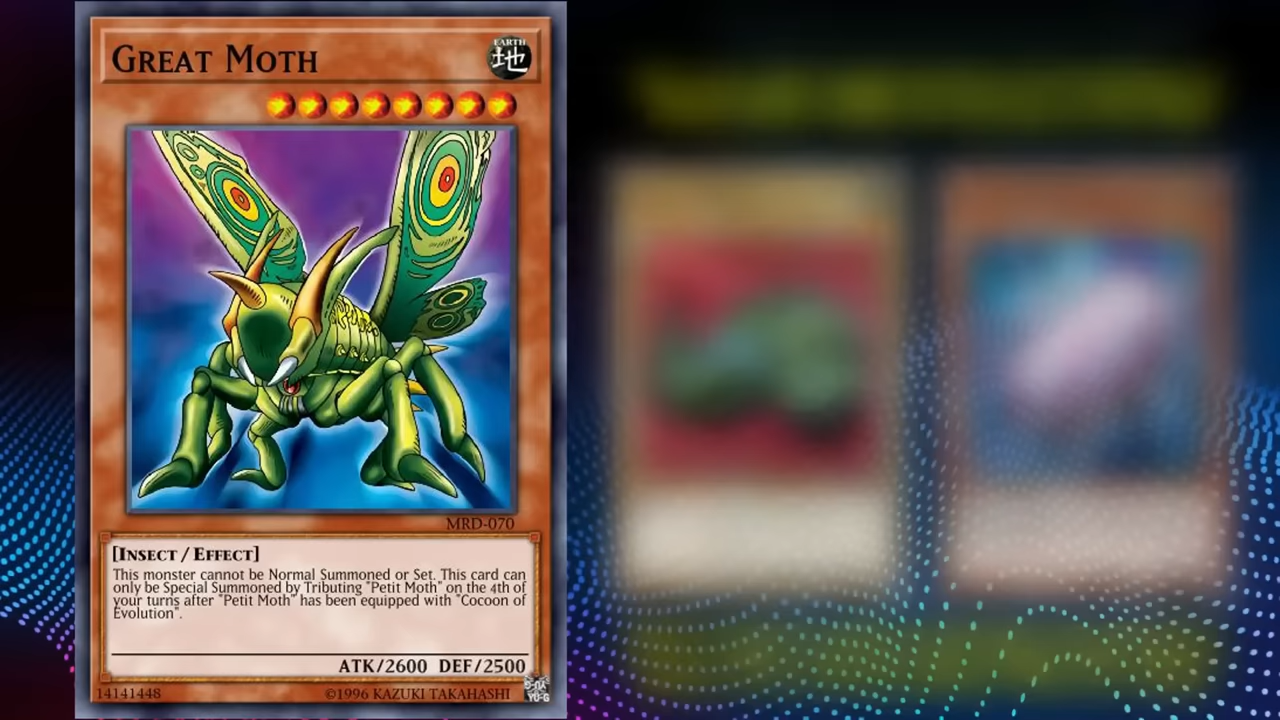 GREAT MOTH
EARTH
地
MRD-070
[INSECT / EFFECT]
This monster cannot be Normal Summoned or Set. This card can
only be Special Summoned by Tributing "Petit Moth" on the 4th of
your turns after "Petit Moth" has been equipped with "Cocoon of
Evolution".
ATK/2600 DEF/2500
14141448
©1996 KAZUKI TAKAHASHI